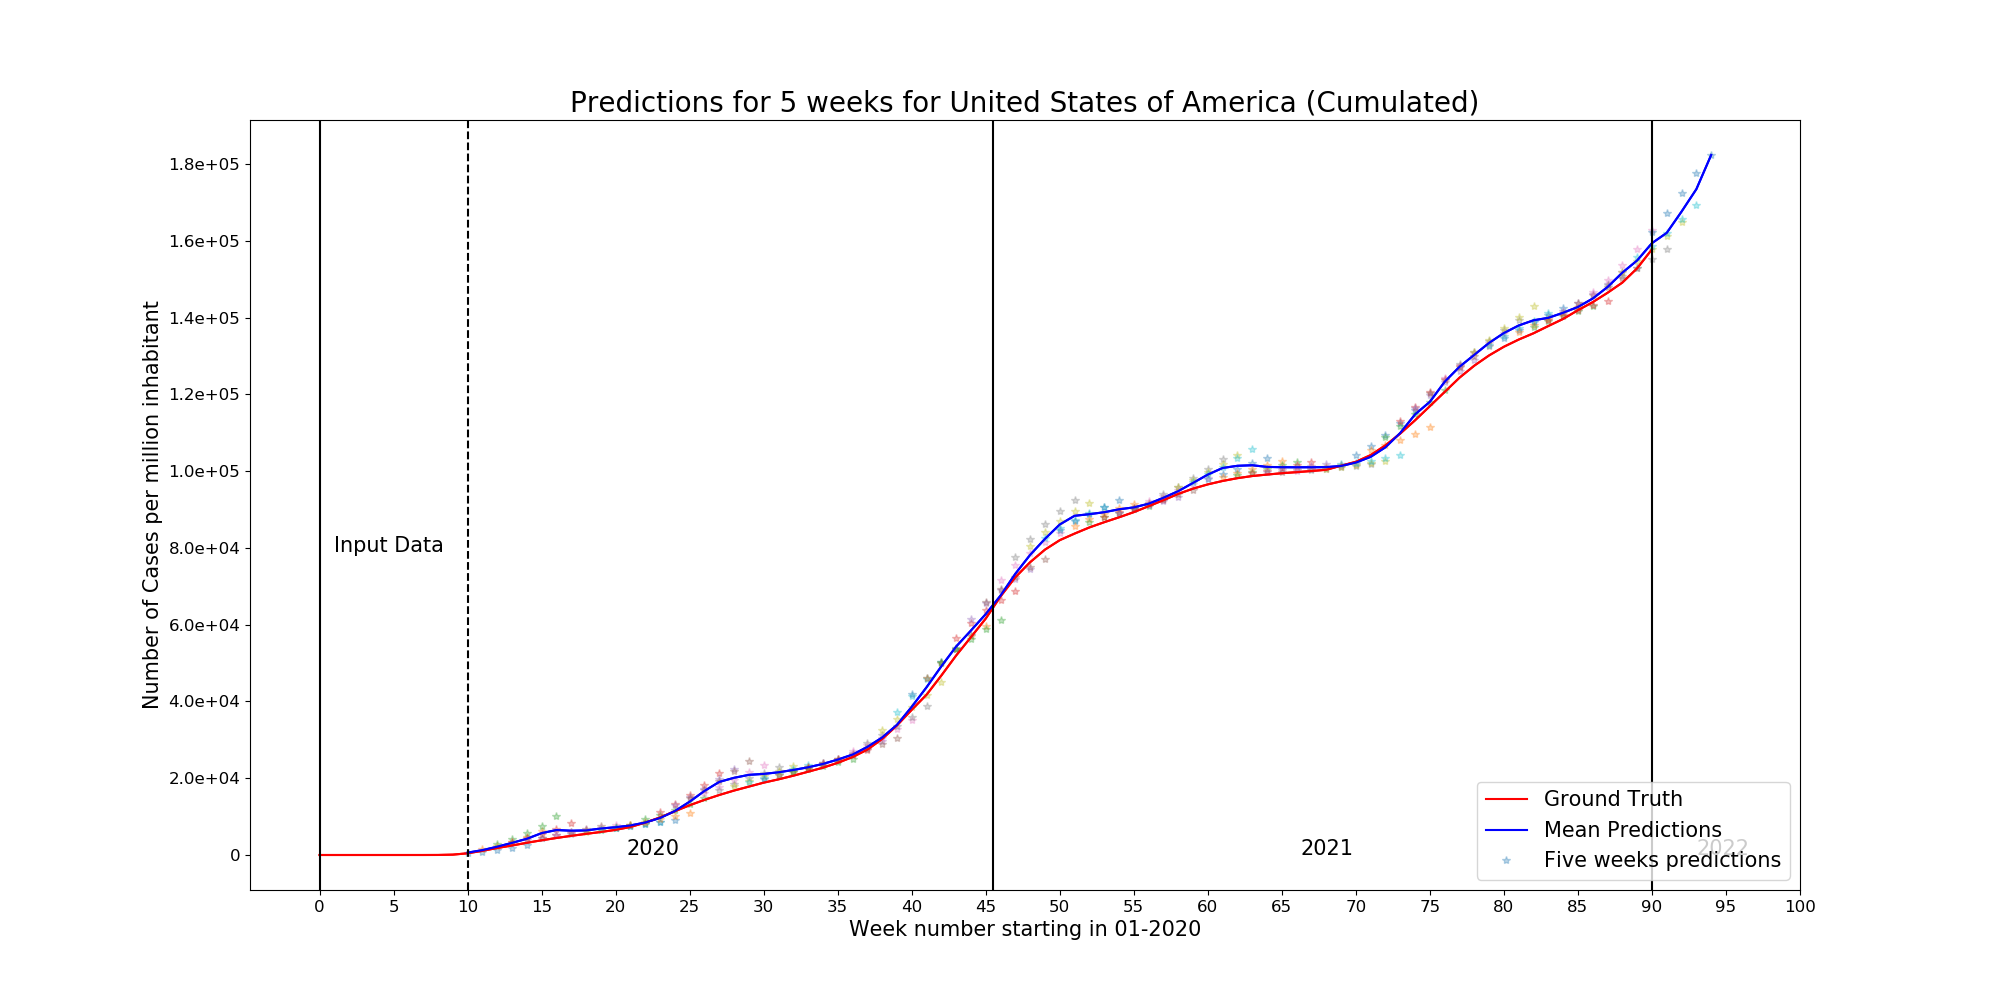 Predictions for 5 weeks for United States of America (Cumulated)
Number of Cases per million inhabitant
1.8e+05
1.6e+05
1.4e+05
1.2e+05
1.0e+05
8.0e+04
6.0e+04
4.0e+04
2.0e+04
0
Input Data
2020
2021
2022
Ground Truth
Mean Predictions
Five weeks predictions
0 5 10 15 20 25 30 35 40 45 50 55 60 65 70 75 80 85 90 95 100
Week number starting in 01-2020